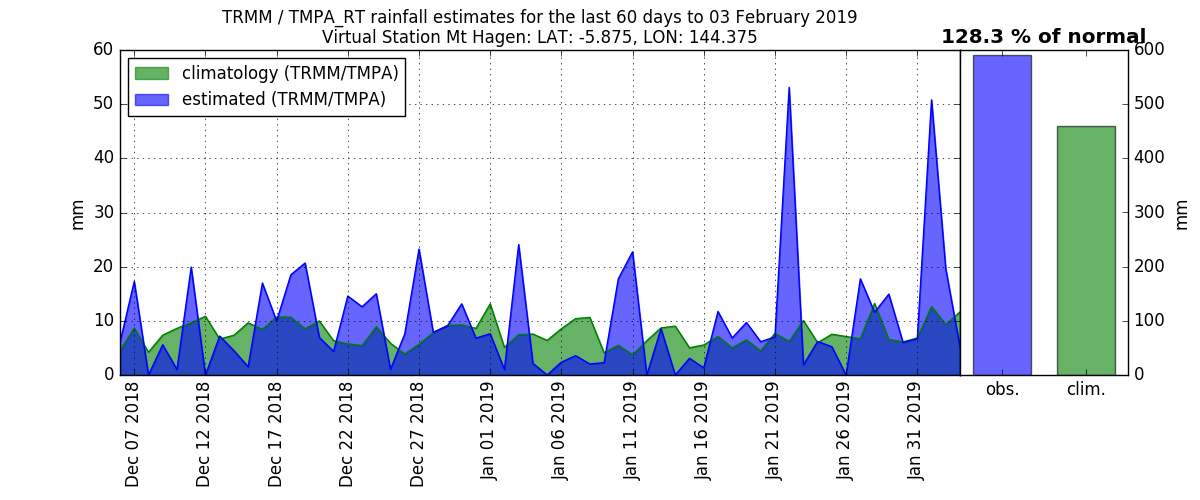 TRMM / TMPA_RT rainfall estimates for the last 60 days to 03 February 2019
Virtual Station Mt Hagen: LAT: -5.875, LON: 144.375
128.3 % of normal
climatology (TRMM/TMPA)
estimated (TRMM/TMPA)
60
50
40
30
20
10
0
mm
600
500
400
300
200
100
0
mm
obs.
clim.
Dec 07 2018
Dec 12 2018
Dec 17 2018
Dec 22 2018
Dec 27 2018
Jan 01 2019
Jan 06 2019
Jan 11 2019
Jan 16 2019
Jan 21 2019
Jan 26 2019
Jan 31 2019